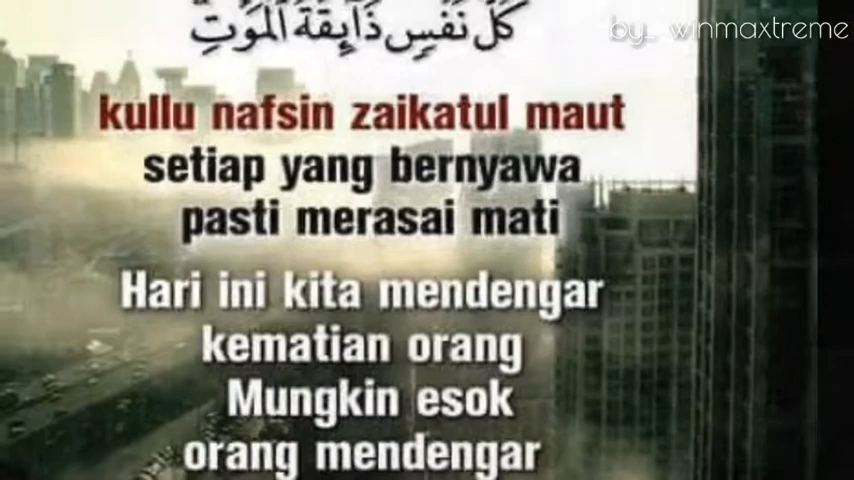 كُلُّ نَفْسٍ ذَآئِقَةُ الْمَوْتِ
by_ winmaxtreme
kullu nafsin zaikatul maut
setiap yang bernyawa
pasti merasai mati
Hari ini kita mendengar
kematian orang
Mungkin esok
orang mendengar